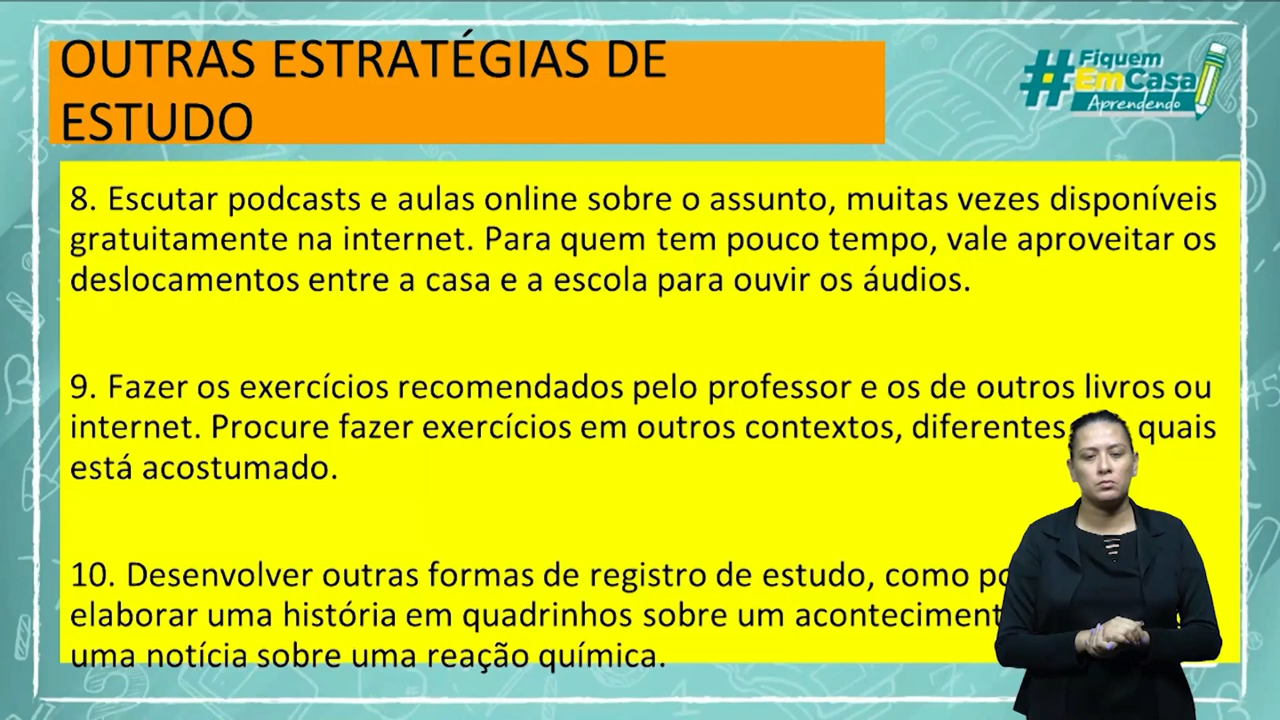 OUTRAS ESTRATÉGIAS DE
ESTUDO
#Fiquem
EmCasa
Aprendendo
8. Escutar podcasts e aulas online sobre o assunto, muitas vezes disponíveis
gratuitamente na internet. Para quem tem pouco tempo, vale aproveitar os
deslocamentos entre a casa e a escola para ouvir os áudios.
9. Fazer os exercícios recomendados pelo professor e os de outros livros ou
internet. Procure fazer exercícios em outros contextos, diferentes quais
está acostumado.
10. Desenvolver outras formas de registro de estudo, como
elaborar uma história em quadrinhos sobre um
uma notícia sobre uma reação química.